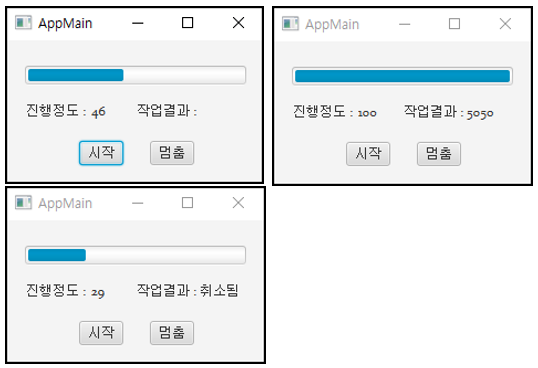 AppMain
진행정도 : 46 작업결과 :
시작 멈춤
AppMain
진행정도 : 100 작업결과 : 5050
시작 멈춤
AppMain
진행정도 : 29 작업결과 : 취소됨
시작 멈춤